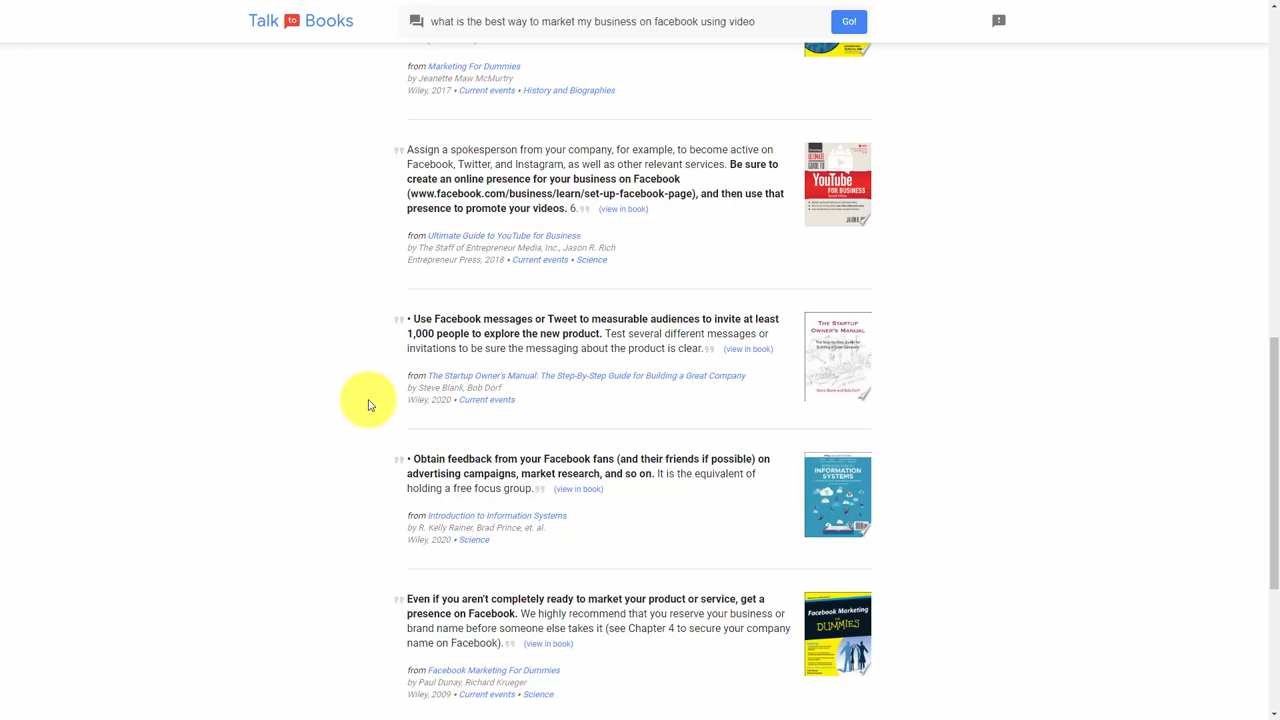 Talk to Books
what is the best way to market my business on facebook using video
Go!
from Marketing For Dummies
by Jeanette Maw McMurtry
Wiley, 2017 • Current events • History and Biographies
Assign a spokesperson from your company, for example, to become active on
Facebook, Twitter, and Instagram, as well as other relevant services. Be sure to
create an online presence for your business on Facebook
(www.facebook.com/business/learn/set-up-facebook-page), and then use that
presence to promote your videos. 6. (view in book)
YouTube
FOR BUSINESS
from Ultimate Guide to YouTube for Business
by The Staff of Entrepreneur Media, Inc., Jason R. Rich
Entrepreneur Press, 2018 • Current events • Science
• Use Facebook messages or Tweet to measurable audiences to invite at least
1,000 people to explore the new product. Test several different messages or
invitations to be sure the messaging about the product is clear. (view in book)
THE STARTUP
OWNER'S MANUAL
from The Startup Owner's Manual: The Step-By-Step Guide for Building a Great Company
by Steve Blank, Bob Dorf
Wiley, 2020 • Current events
• Obtain feedback from your Facebook fans (and their friends if possible) on
advertising campaigns, market research, and so on. It is the equivalent of
holding a free focus group. (view in book)
INFORMATION
SYSTEMS
from Introduction to Information Systems
by R. Kelly Rainer, Brad Prince, et. al.
Wiley, 2020 • Science
Even if you aren't completely ready to market your product or service, get a
presence on Facebook. We highly recommend that you reserve your business or
brand name before someone else takes it (see Chapter 4 to secure your company
name on Facebook). (view in book)
Facebook Marketing
DUMMIES
from Facebook Marketing For Dummies
by Paul Dunay, Richard Krueger
Wiley, 2009 • Current events • Science